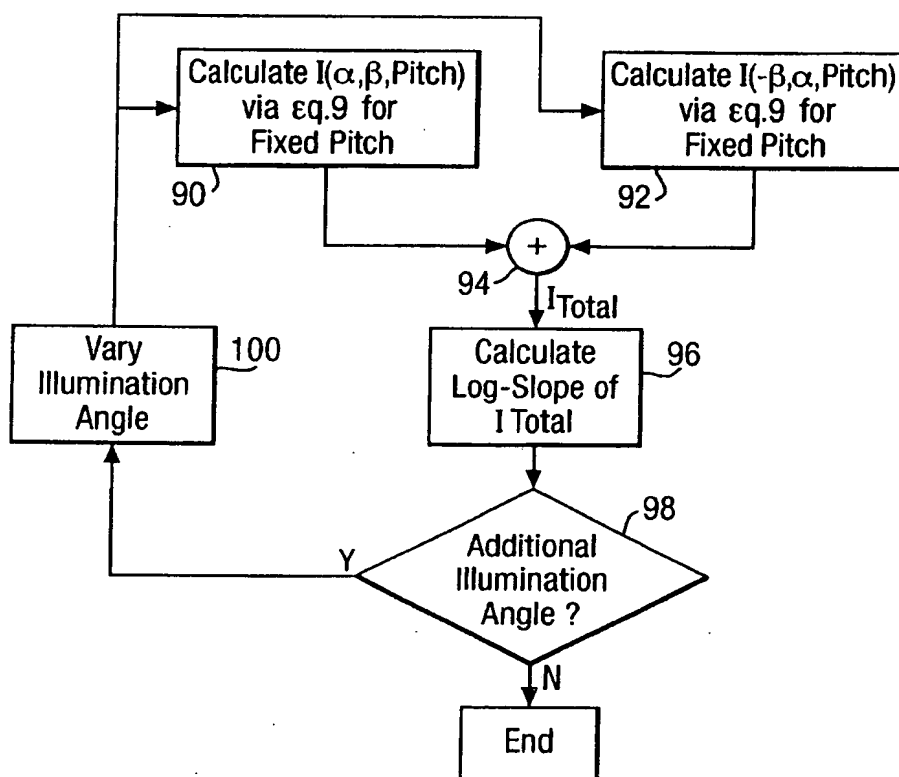 Calculate I(α,β,Pitch)
via εq.9 for
Fixed Pitch
90
Calculate I(-β,α,Pitch)
via εq.9 for
Fixed Pitch
92
+
94
I Total
Vary
Illumination
Angle
100
Calculate
Log-Slope of
I Total
96
98
Additional
Illumination
Angle ?
Y
N
End